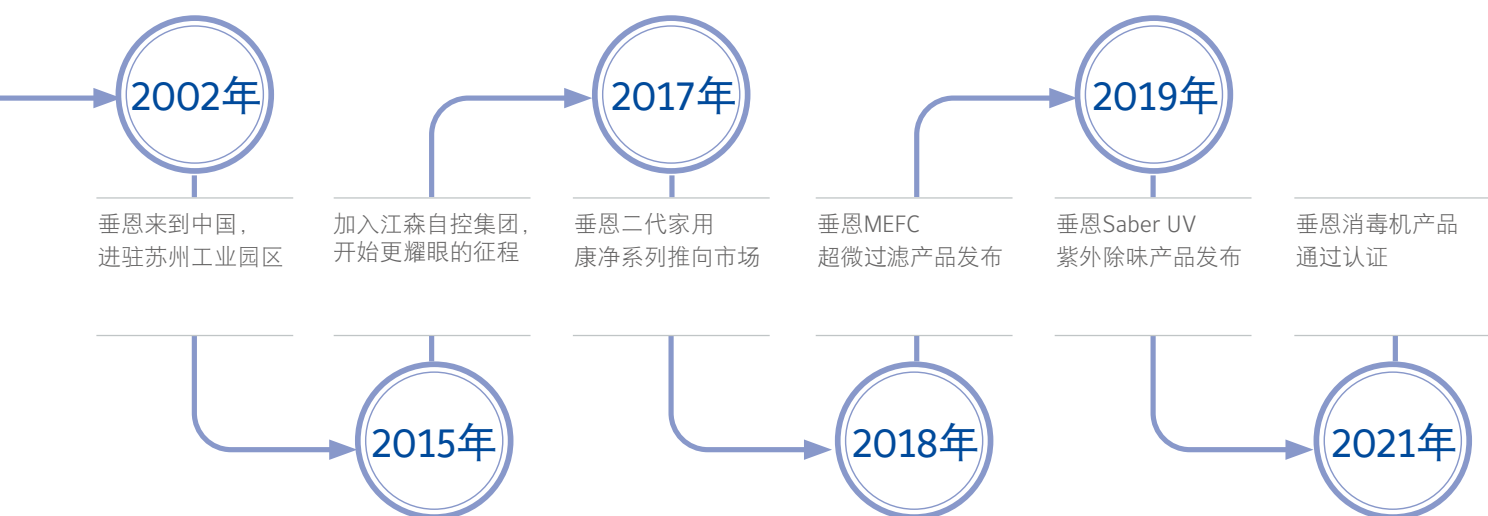 2002年
垂恩来到中国，
进驻苏州工业园区
2015年
加入江森自控集团，
开始更耀眼的征程
2017年
垂恩二代家用
康净系列推向市场
2018年
垂恩MEFC
超微过滤产品发布
2019年
垂恩Saber UV
紫外除味产品发布
2021年
垂恩消毒机产品
通过认证